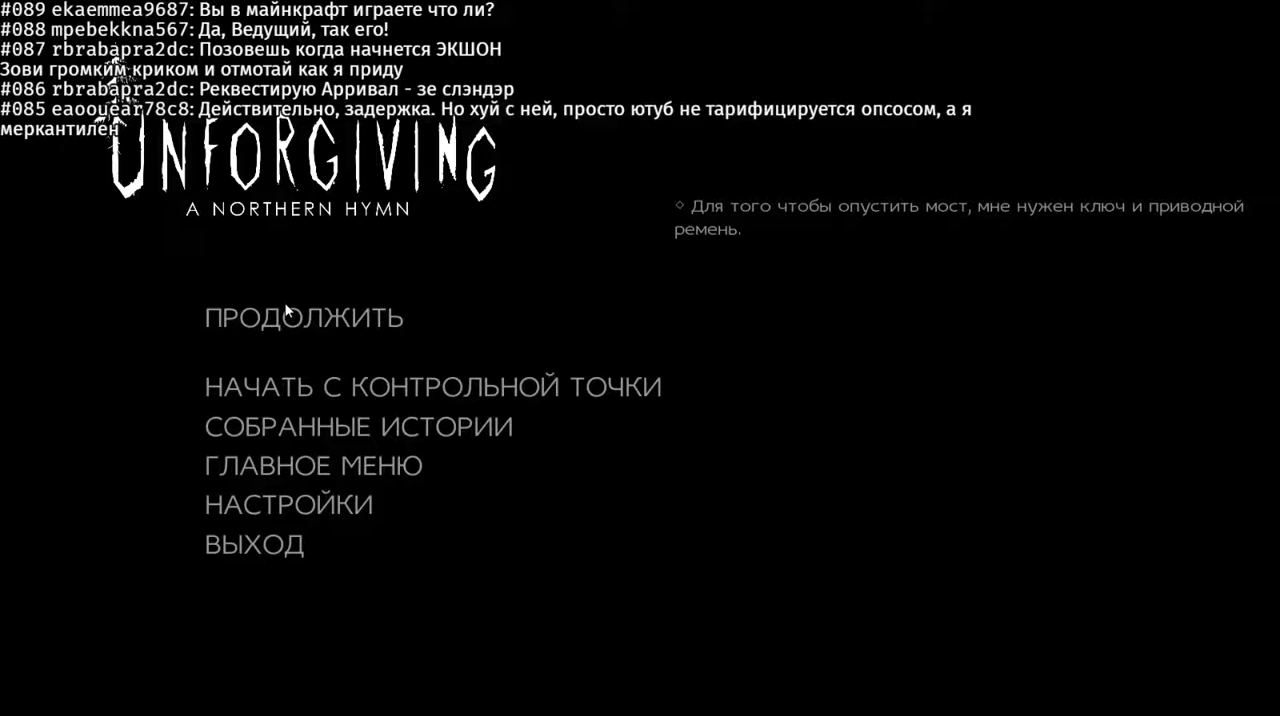 #089 ekaemmea9687: Вы в майнкрафт играете что ли?
#088 mpebekkna567: Да, Ведущий, так его!
#087 rbrabapra2dc: Позовешь когда начнется ЭКШОН
Зови громким криком и отмотай как я приду
#086 rbrabapra2dc: Реквестирую Арривал - зе слэндэр
#085 eaoouear78c8: Действительно, задержка. Но хуй с ней, просто ютуб не тарифицируется опсосом, а я
меркантилен
UNFORGIVING
A NORTHERN HYMN
◇ Для того чтобы опустить мост, мне нужен ключ и приводной
ремень.
ПРОДОЛЖИТЬ
НАЧАТЬ С КОНТРОЛЬНОЙ ТОЧКИ
СОБРАННЫЕ ИСТОРИИ
ГЛАВНОЕ МЕНЮ
НАСТРОЙКИ
ВЫХОД